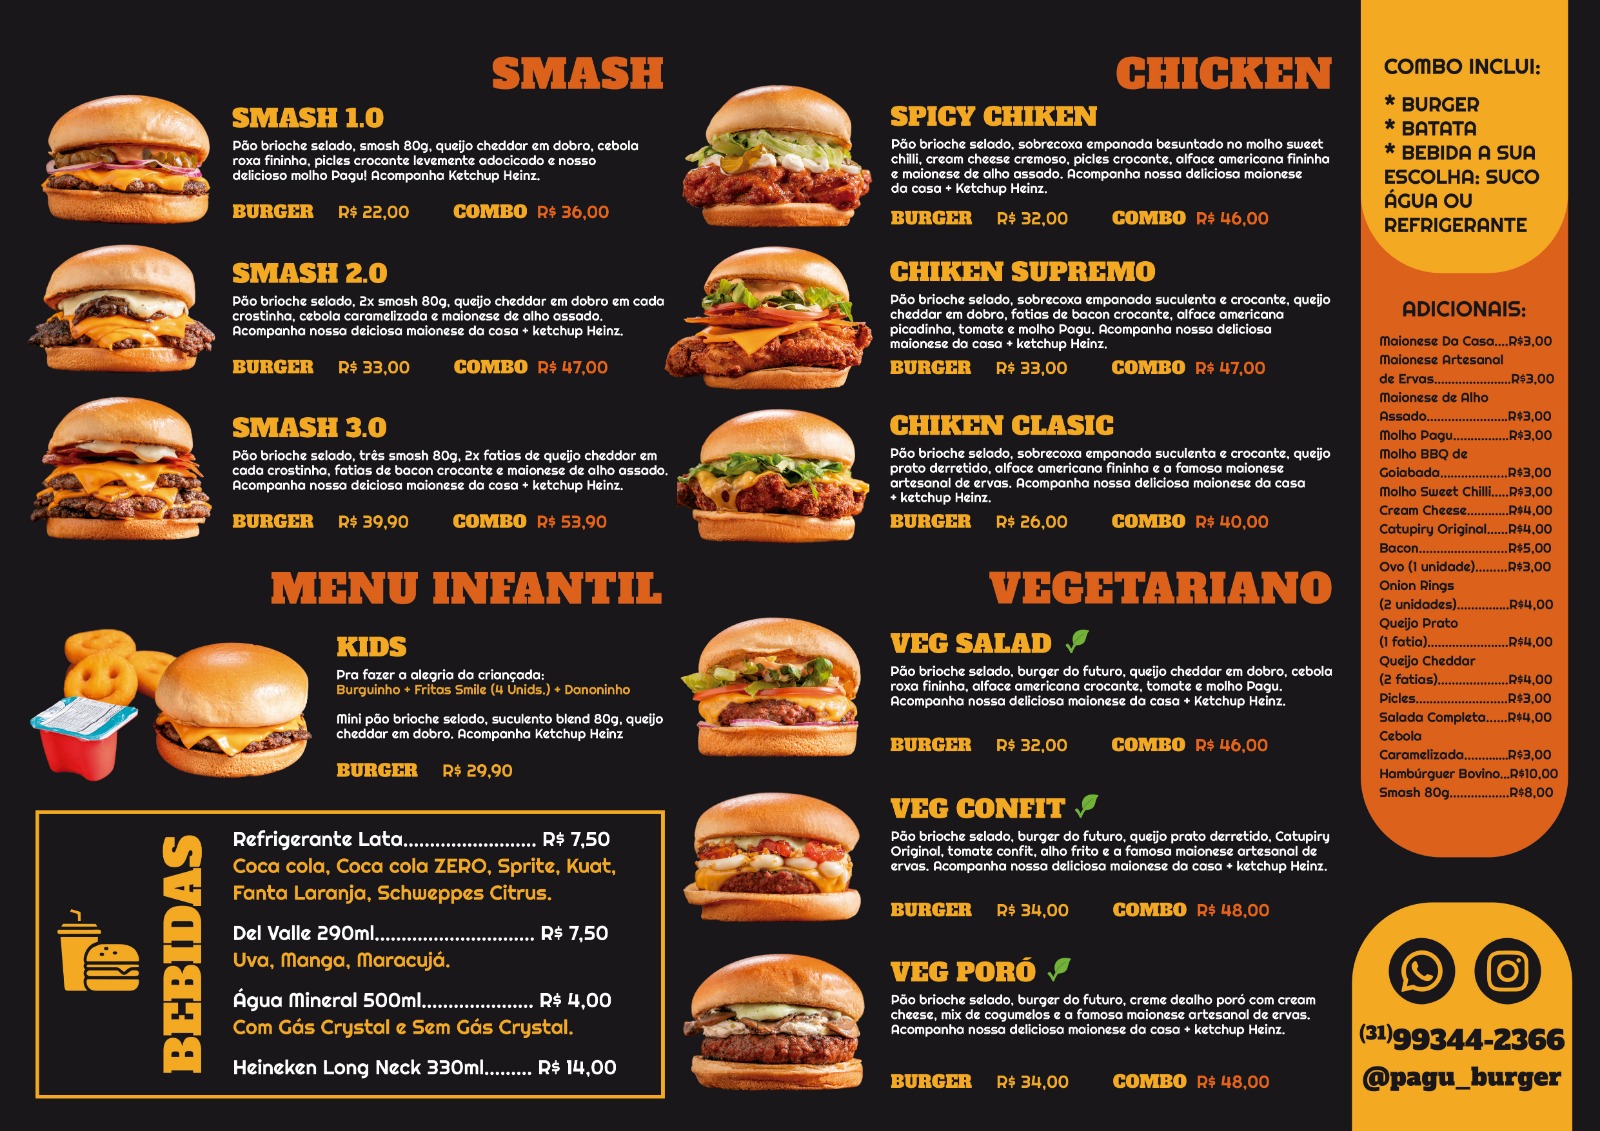 SMASH
SMASH 1.0
Pão brioche selado, smash 80g, queijo cheddar em dobro, cebola
roxa fininha, picles crocante levemente adocicado e nosso
delicioso molho Pagu! Acompanha Ketchup Heinz.
BURGER R$ 22,00 COMBO R$ 36,00
SMASH 2.0
Pão brioche selado, 2x smash 80g, queijo cheddar em dobro em cada
crostinha, cebola caramelizada e maionese de alho assado.
Acompanha nossa deiciosa maionese da casa + ketchup Heinz.
BURGER R$ 33,00 COMBO R$ 47,00
SMASH 3.0
Pão brioche selado, três smash 80g, 2x fatias de queijo cheddar em
cada crostinha, fatias de bacon crocante e maionese de alho assado.
Acompanha nossa deiciosa maionese da casa + ketchup Heinz.
BURGER R$ 39,90 COMBO R$ 53,90
MENU INFANTIL
KIDS
Pra fazer a alegria da criançada:
Burguinho + Fritas Smile (4 Unids.) + Danoninho
Mini pão brioche selado, suculento blend 80g, queijo
cheddar em dobro. Acompanha Ketchup Heinz
BURGER R$ 29,90
BEBIDAS
Refrigerante Lata......................... R$ 7,50
Coca cola, Coca cola ZERO, Sprite, Kuat,
Fanta Laranja, Schweppes Citrus.
Del Valle 290ml.............................. R$ 7,50
Uva, Manga, Maracujá.
Água Mineral 500ml..................... R$ 4,00
Com Gás Crystal e Sem Gás Crystal.
Heineken Long Neck 330ml......... R$ 14,00
CHICKEN
SPICY CHIKEN
Pão brioche selado, sobrecoxa empanada besuntado no molho sweet
chilli, cream cheese cremoso, picles crocante, alface americana fininha
e maionese de alho assado. Acompanha nossa deliciosa maionese
da casa + Ketchup Heinz.
BURGER R$ 32,00 COMBO R$ 46,00
CHIKEN SUPREMO
Pão brioche selado, sobrecoxa empanada suculenta e crocante, queijo
cheddar em dobro, fatias de bacon crocante, alface americana
picadinha, tomate e molho Pagu. Acompanha nossa deliciosa
maionese da casa + ketchup Heinz.
BURGER R$ 33,00 COMBO R$ 47,00
CHIKEN CLASIC
Pão brioche selado, sobrecoxa empanada suculenta e crocante, queijo
prato derretido, alface americana fininha e a famosa maionese
artesanal de ervas. Acompanha nossa deliciosa maionese da casa
+ ketchup Heinz.
BURGER R$ 26,00 COMBO R$ 40,00
VEGETARIANO
VEG SALAD
Pão brioche selado, burger do futuro, queijo cheddar em dobro, cebola
roxa fininha, alface americana crocante, tomate e molho Pagu.
Acompanha nossa deliciosa maionese da casa + Ketchup Heinz.
BURGER R$ 32,00 COMBO R$ 46,00
VEG CONFIT
Pão brioche selado, burger do futuro, queijo prato derretido, Catupiry
Original, tomate confit, alho frito e a famosa maionese artesanal de
ervas. Acompanha nossa deliciosa maionese da casa + ketchup Heinz.
BURGER R$ 34,00 COMBO R$ 48,00
VEG PORÓ
Pão brioche selado, burger do futuro, creme dealho poró com cream
cheese, mix de cogumelos e a famosa maionese artesanal de ervas.
Acompanha nossa deliciosa maionese da casa + ketchup Heinz.
BURGER R$ 34,00 COMBO R$ 48,00
COMBO INCLUI:
* BURGER
* BATATA
* BEBIDA A SUA
ESCOLHA: SUCO
ÁGUA OU
REFRIGERANTE
ADICIONAIS:
Maionese Da Casa....R$3,00
Maionese Artesanal
de Ervas......................R$3,00
Maionese de Alho
Assado.......................R$3,00
Molho Pagu................R$3,00
Molho BBQ de
Goiabada....................R$3,00
Molho Sweet Chilli.....R$3,00
Cream Cheese............R$4,00
Catupiry Original......R$4,00
Bacon.........................R$5,00
Ovo (1 unidade).........R$3,00
Onion Rings
(2 unidades)...............R$4,00
Queijo Prato
(1 fatia).......................R$4,00
Queijo Cheddar
(2 fatias)....................R$4,00
Picles..........................R$3,00
Salada Completa......R$4,00
Cebola
Caramelizada.............R$3,00
Hambúrguer Bovino...R$10,00
Smash 80g.................R$8,00
(31)99344-2366
@pagu_burger